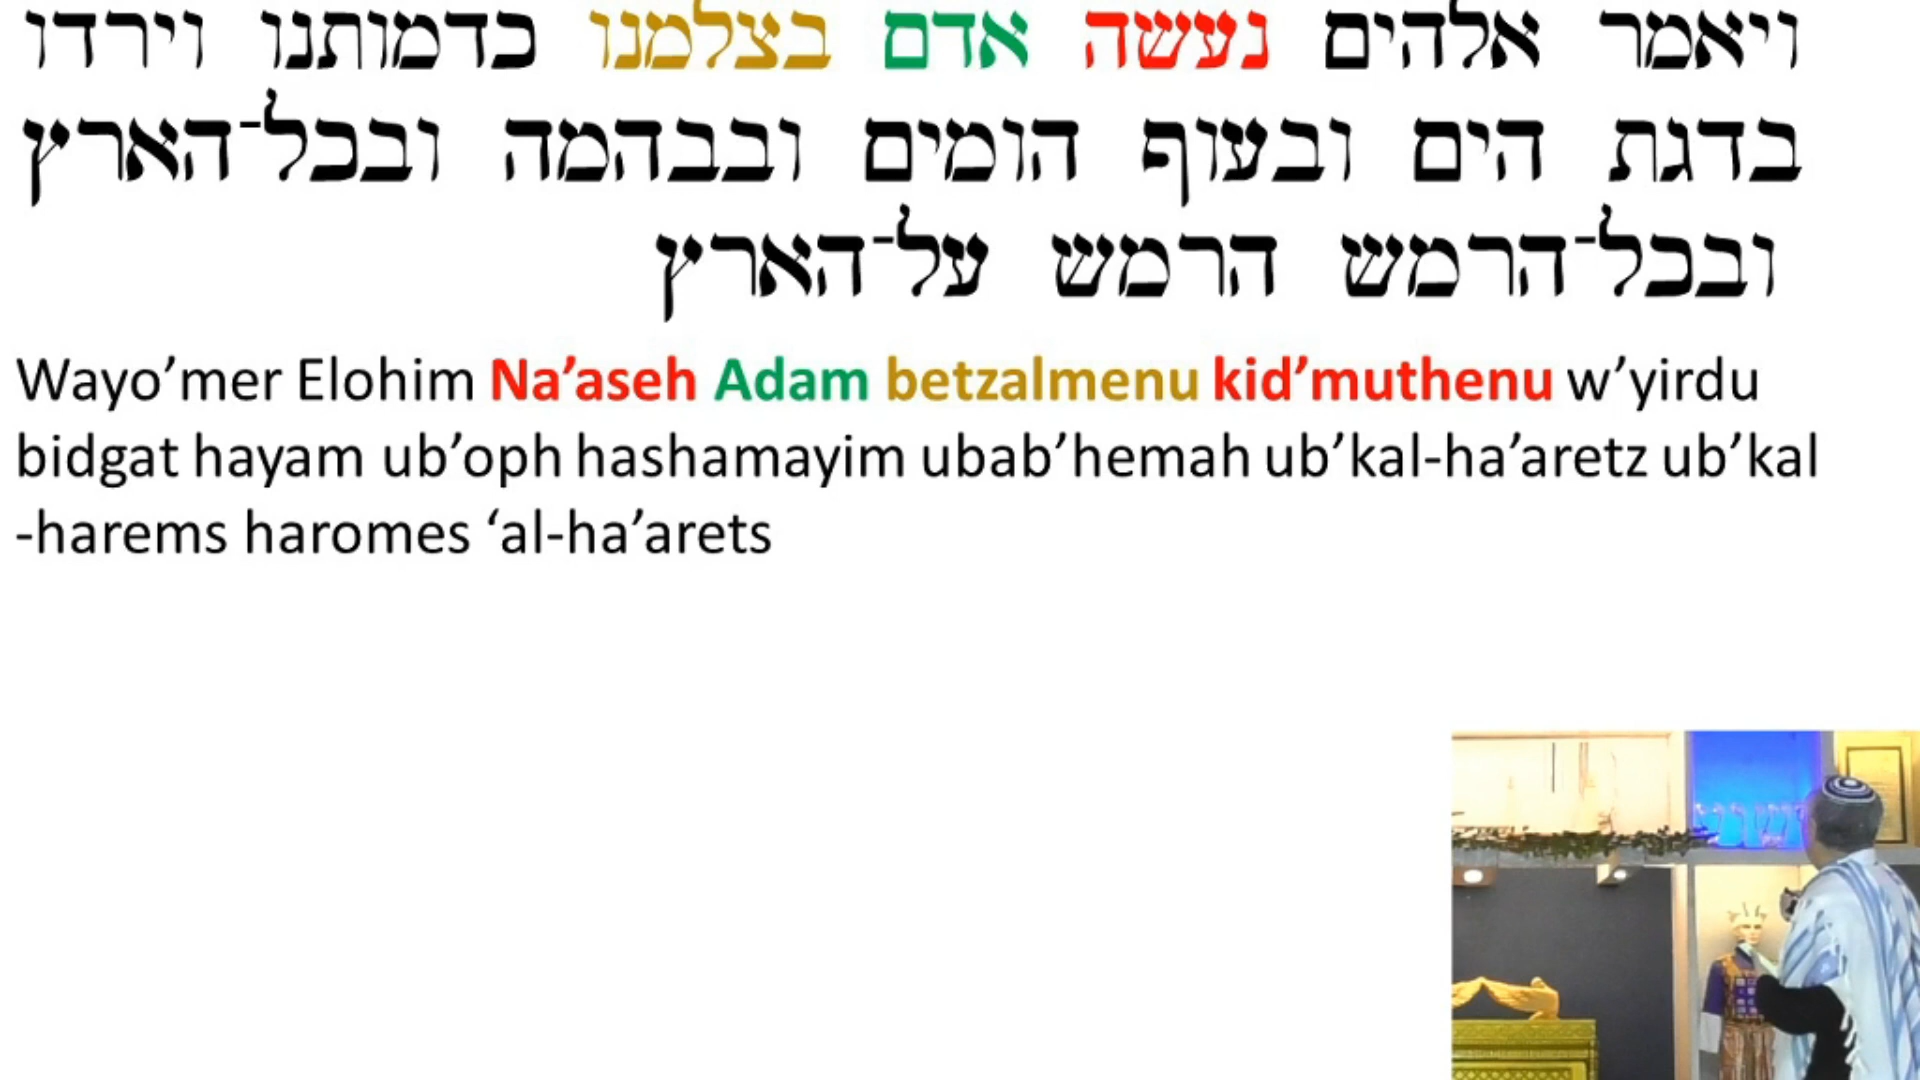 ויאמר אלהים נעשה אדם בצלמנו כדמותנו וירדו
בדגת הים ובעוף הומים ובבהמה ובכל־הארץ
ובכל־הרמש הרמש על־הארץ
Wayo’mer Elohim Na’aseh Adam betzalmenu kid’muthenu w’yirdu
bidgat hayam ub’oph hashamayim ubab’hemah ub’kal-ha’aretz ub’kal
-harems haromes ‘al-ha’arets